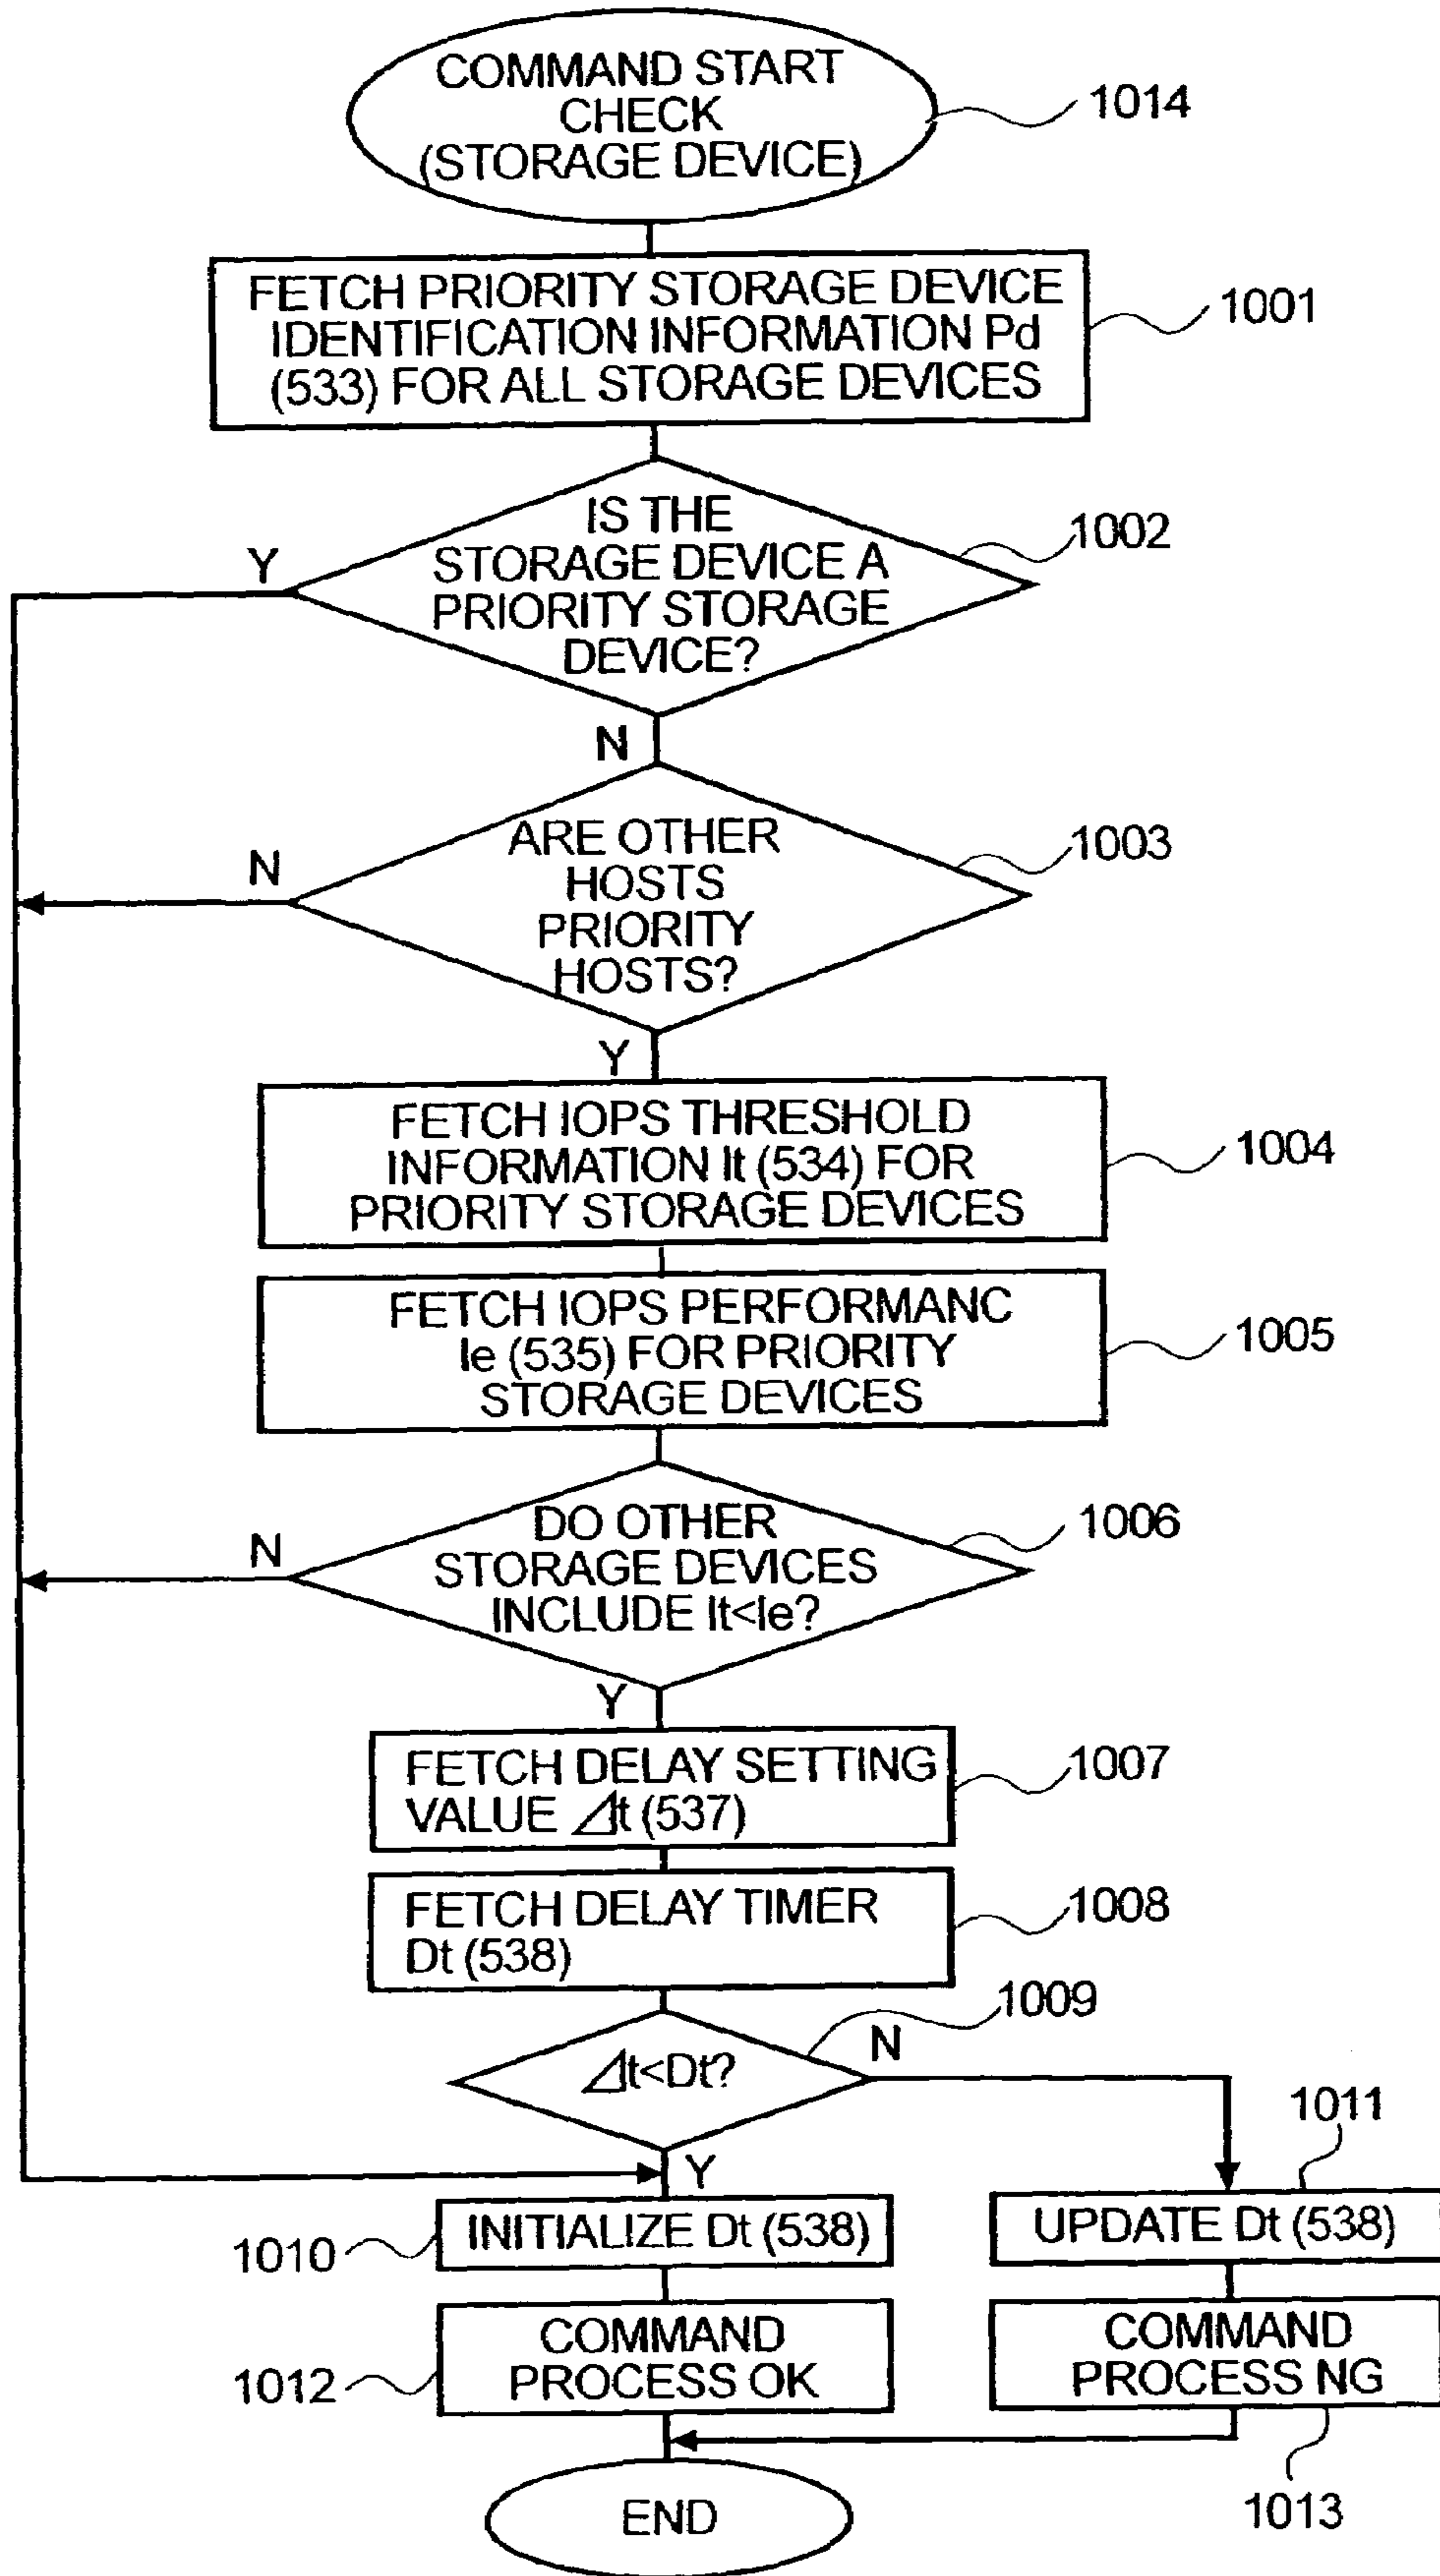 COMMAND START
CHECK
(STORAGE DEVICE)
1014
FETCH PRIORITY STORAGE DEVICE
IDENTIFICATION INFORMATION Pd
(533) FOR ALL STORAGE DEVICES
1001
IS THE
STORAGE DEVICE A
PRIORITY STORAGE
DEVICE?
1002
Y
N
ARE OTHER
HOSTS
PRIORITY
HOSTS?
1003
N
Y
FETCH IOPS THRESHOLD
INFORMATION It (534) FOR
PRIORITY STORAGE DEVICES
1004
FETCH IOPS PERFORMANC
Ie (535) FOR PRIORITY
STORAGE DEVICES
1005
DO OTHER
STORAGE DEVICES
INCLUDE It<Ie?
1006
N
Y
FETCH DELAY SETTING
VALUE Δt (537)
1007
FETCH DELAY TIMER
Dt (538)
1008
Δt<Dt?
1009
N
Y
1011
INITIALIZE Dt (538)
1010
UPDATE Dt (538)
COMMAND
PROCESS OK
1012
COMMAND
PROCESS NG
1013
END